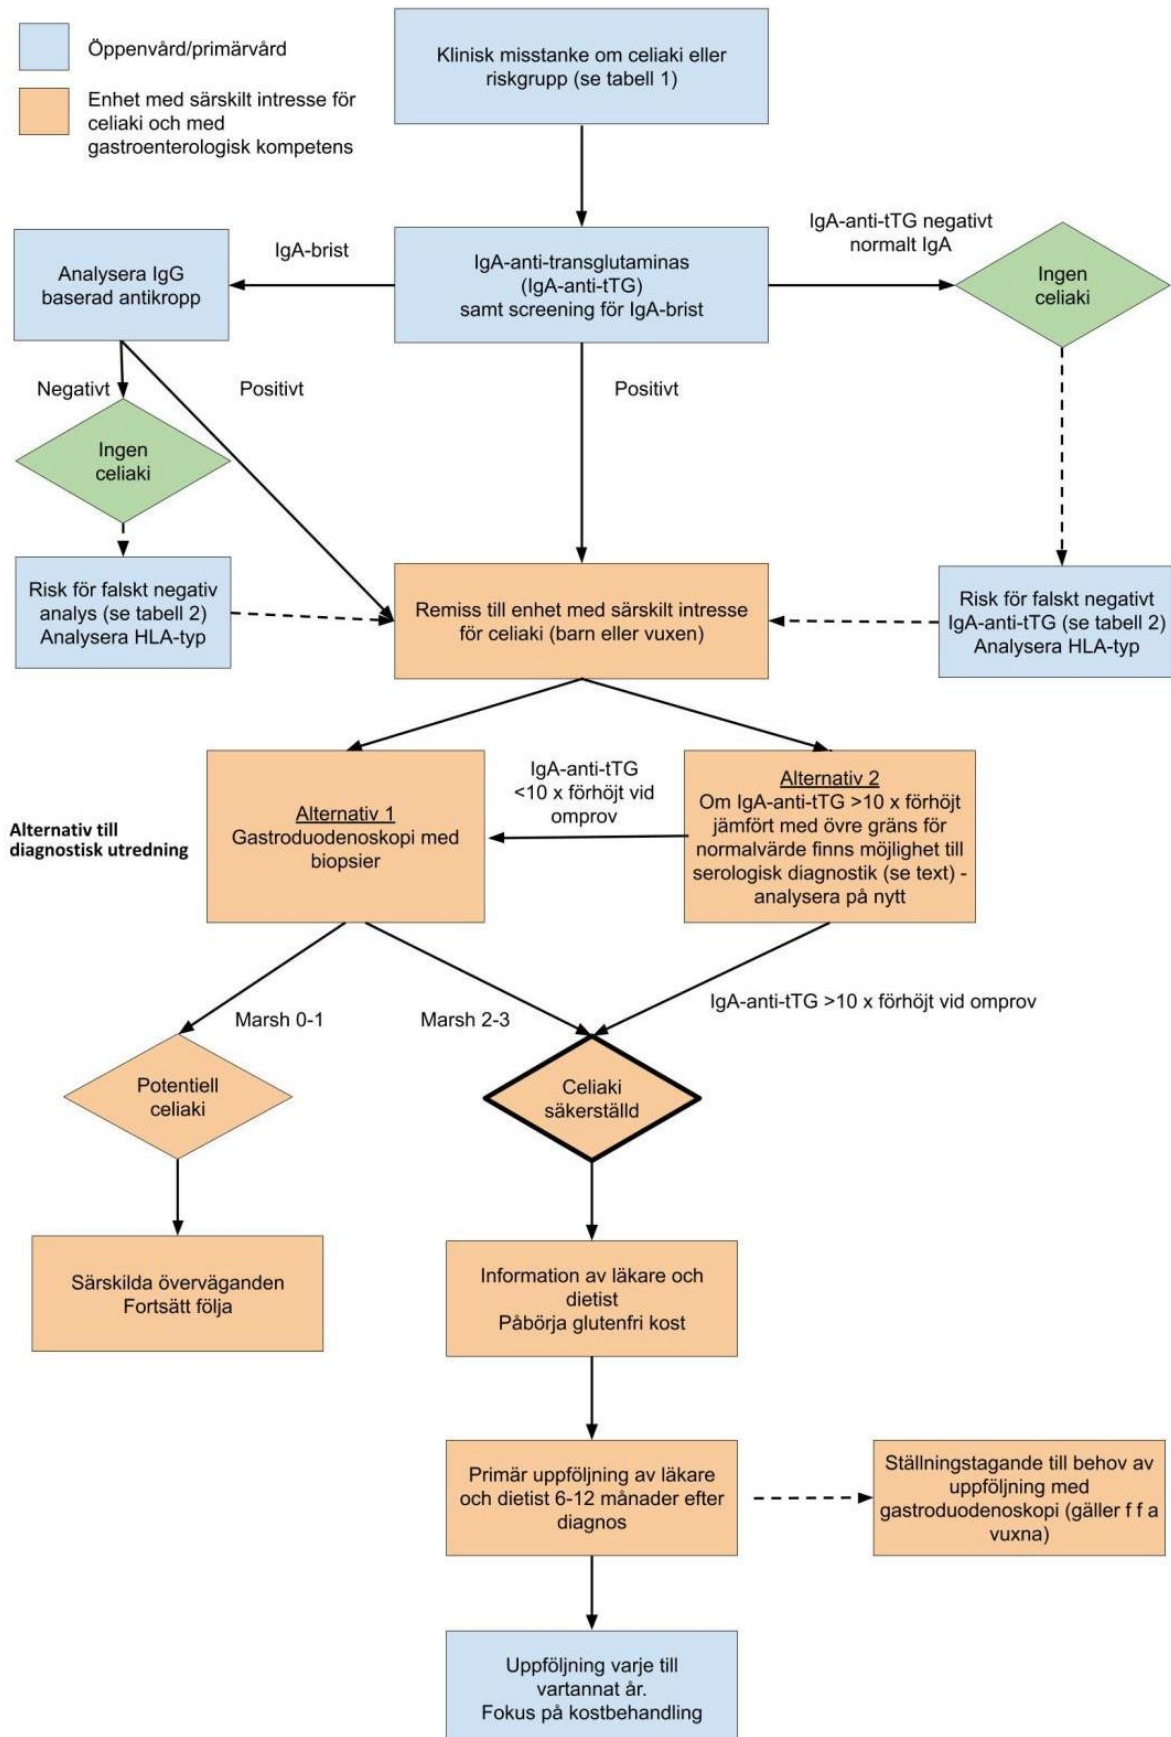 Öppenvård/primärvård
Enhet med särskilt intresse för
celiaki och med
gastroenterologisk kompetens
Klinisk misstanke om celiaki eller
riskgrupp (se tabell 1)
IgA-brist
IgA-anti-tTG negativt
normalt IgA
Analysera IgG
baserad antikropp
IgA-anti-transglutaminas
(IgA-anti-tTG)
samt screening för IgA-brist
Ingen
celiaki
Negativt
Positivt
Positivt
Ingen
celiaki
Risk för falskt negativ
analys (se tabell 2)
Analysera HLA-typ
Remiss till enhet med särskilt intresse
för celiaki (barn eller vuxen)
Risk för falskt negativt
IgA-anti-tTG (se tabell 2)
Analysera HLA-typ
Alternativ till
diagnostisk utredning
Alternativ 1
Gastroduodenoskopi med
biopsier
IgA-anti-tTG
<10 x förhöjt vid
omprov
Alternativ 2
Om IgA-anti-tTG >10 x förhöjt
jämfört med övre gräns för
normalvärde finns möjlighet till
serologisk diagnostik (se text) -
analysera på nytt
Marsh 0-1
Marsh 2-3
IgA-anti-tTG >10 x förhöjt vid omprov
Potentiell
celiaki
Celiaki
säkerställd
Särskilda överväganden
Fortsätt följa
Information av läkare och
dietist
Påbörja glutenfri kost
Primär uppföljning av läkare
och dietist 6-12 månader efter
diagnos
Ställningstagande till behov av
uppföljning med
gastroduodenoskopi (gäller f f a
vuxna)
Uppföljning varje till
vartannat år.
Fokus på kostbehandling